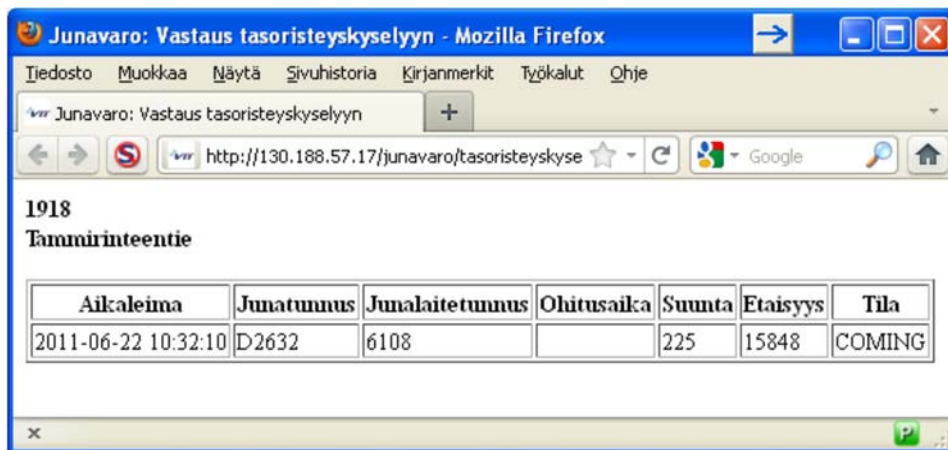 Junavaro: Vastaus tasoristeyskyselyyn - Mozilla Firefox
Tiedosto Muokkaa Näytä Sivuhistoria Kirjanmerkit Työkalut Ohje
Junavaro: Vastaus tasoristeyskyselyyn
http://130.188.57.17/junavaro/tasoristeyskyse Google
1918
Tammirinteentie
Aikaleima Junatunnus Junalaitetunnus Ohitusaika Suunta Etaisyys Tila
2011-06-22 10:32:10 D2632 6108 225 15848 COMING